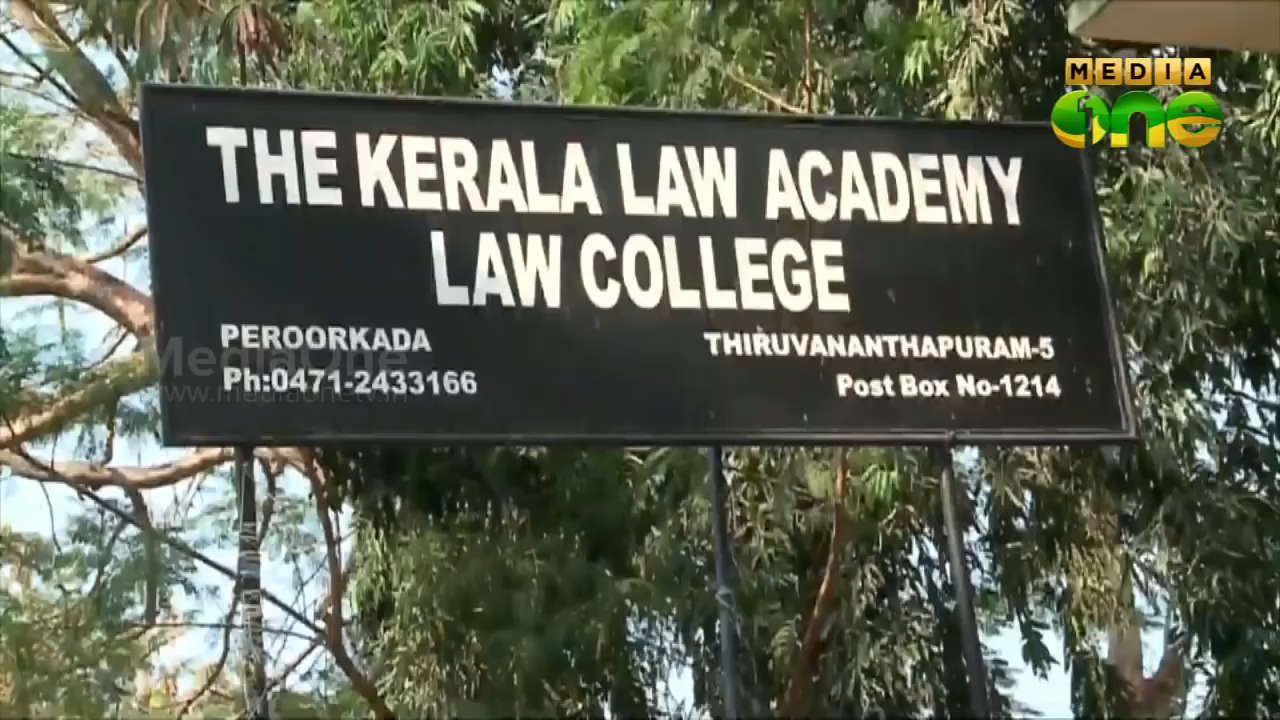 MEDIA
one
THE KERALA LAW ACADEMY
LAW COLLEGE
PEROORKADA
THIRUVANANTHAPURAM-5
Ph:0471-2433166
Post Box No-1214
MediaOne
www.mediaonetv.in